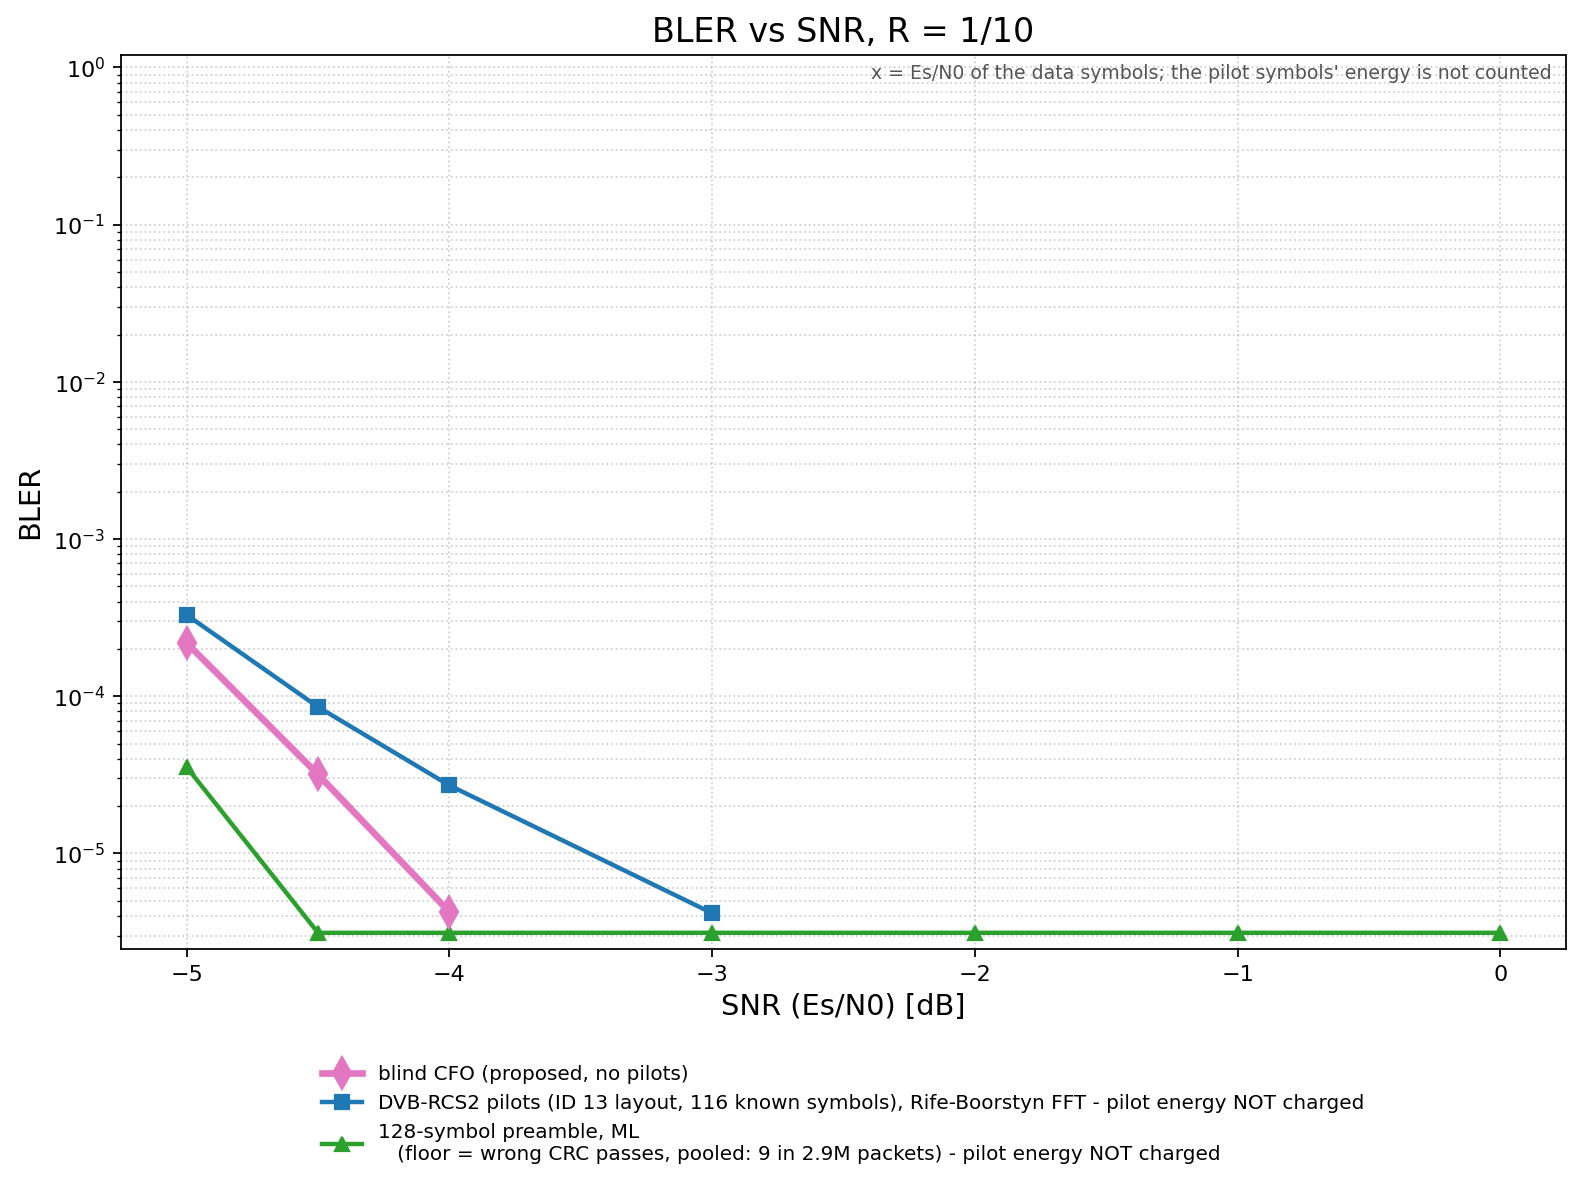 BLER vs SNR, R = 1/10
x = Es/N0 of the data symbols; the pilot symbols' energy is not counted
10⁰
10⁻¹
10⁻²
10⁻³
10⁻⁴
10⁻⁵
BLER
−5 −4 −3 −2 −1 0
SNR (Es/N0) [dB]
blind CFO (proposed, no pilots)
DVB-RCS2 pilots (ID 13 layout, 116 known symbols), Rife-Boorstyn FFT - pilot energy NOT charged
128-symbol preamble, ML
(floor = wrong CRC passes, pooled: 9 in 2.9M packets) - pilot energy NOT charged